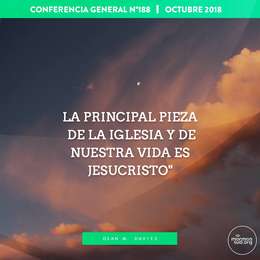 CONFERENCIA GENERAL N°188 | OCTUBRE 2018
LA PRINCIPAL PIEZA
DE LA IGLESIA Y DE
NUESTRA VIDA ES
JESUCRISTO"
DEAN M. DAVIES